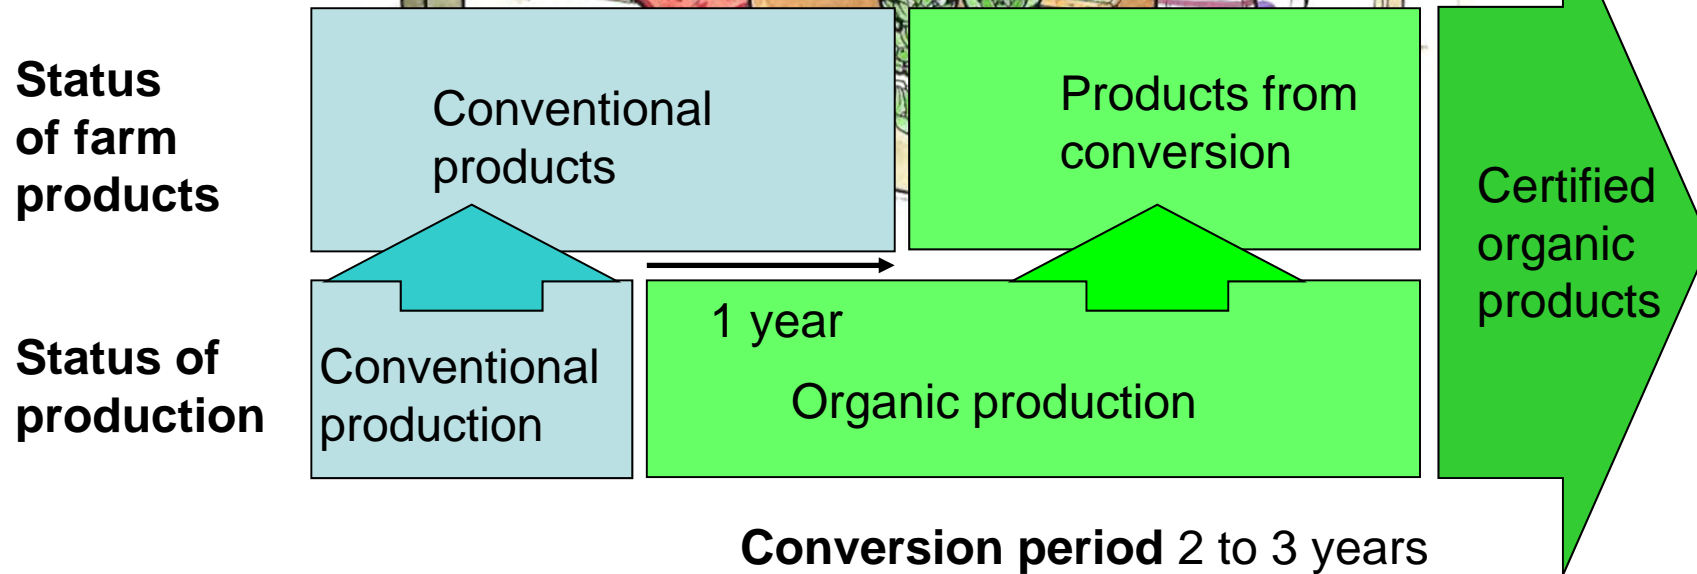 Status
of farm
products
Conventional
products
Products from
conversion
Certified
organic
products
1 year
Status of
production
Conventional
production
Organic production
Conversion period 2 to 3 years